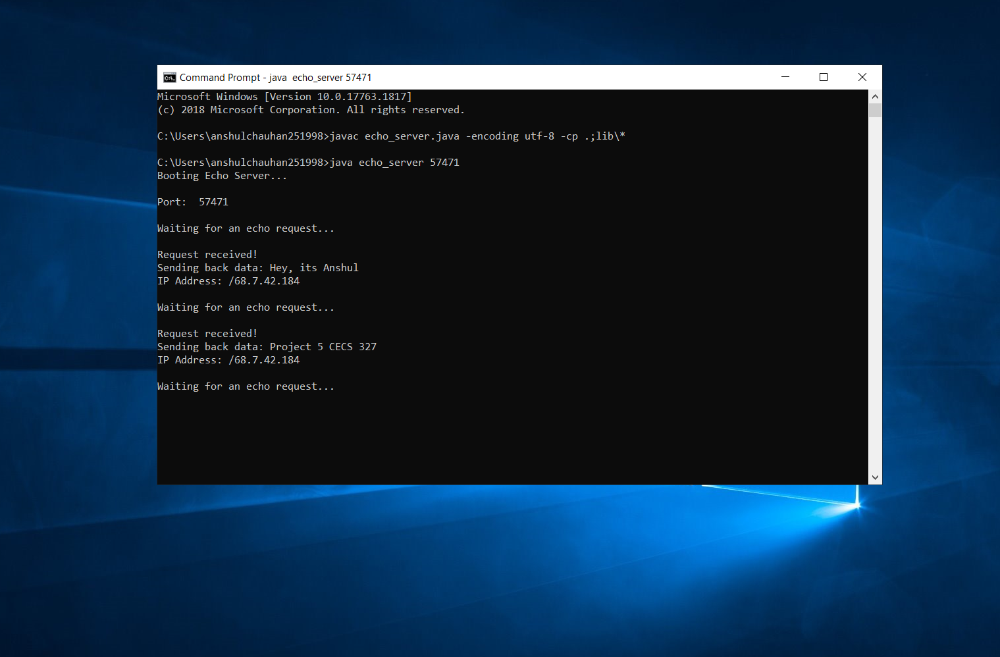 Command Prompt - java  echo_server 57471
Microsoft Windows [Version 10.0.17763.1817]
(c) 2018 Microsoft Corporation. All rights reserved.
C:\Users\anshulchauhan251998>javac echo_server.java -encoding utf-8 -cp .;lib\*
C:\Users\anshulchauhan251998>java echo_server 57471
Booting Echo Server...
Port:  57471
Waiting for an echo request...
Request received!
Sending back data: Hey, its Anshul
IP Address: /68.7.42.184
Waiting for an echo request...
Request received!
Sending back data: Project 5 CECS 327
IP Address: /68.7.42.184
Waiting for an echo request...